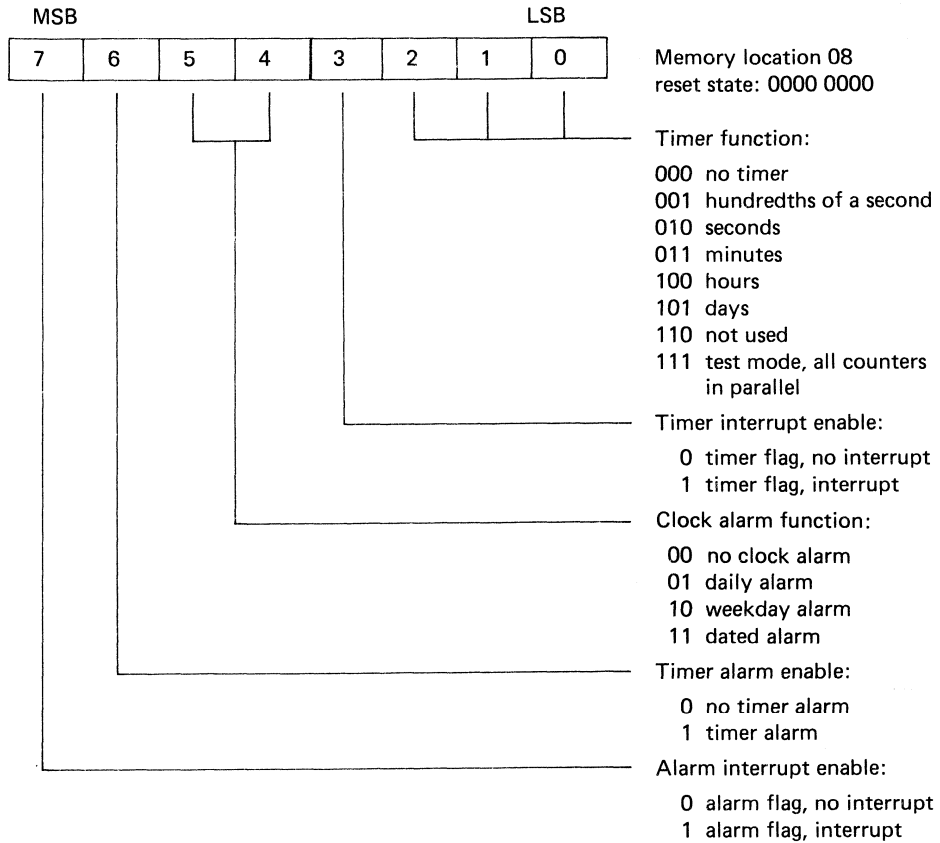 MSB LSB
7 6 5 4 3 2 1 0
Memory location 08
reset state: 0000 0000
Timer function:
000 no timer
001 hundredths of a second
010 seconds
011 minutes
100 hours
101 days
110 not used
111 test mode, all counters
in parallel
Timer interrupt enable:
0 timer flag, no interrupt
1 timer flag, interrupt
Clock alarm function:
00 no clock alarm
01 daily alarm
10 weekday alarm
11 dated alarm
Timer alarm enable:
0 no timer alarm
1 timer alarm
Alarm interrupt enable:
0 alarm flag, no interrupt
1 alarm flag, interrupt